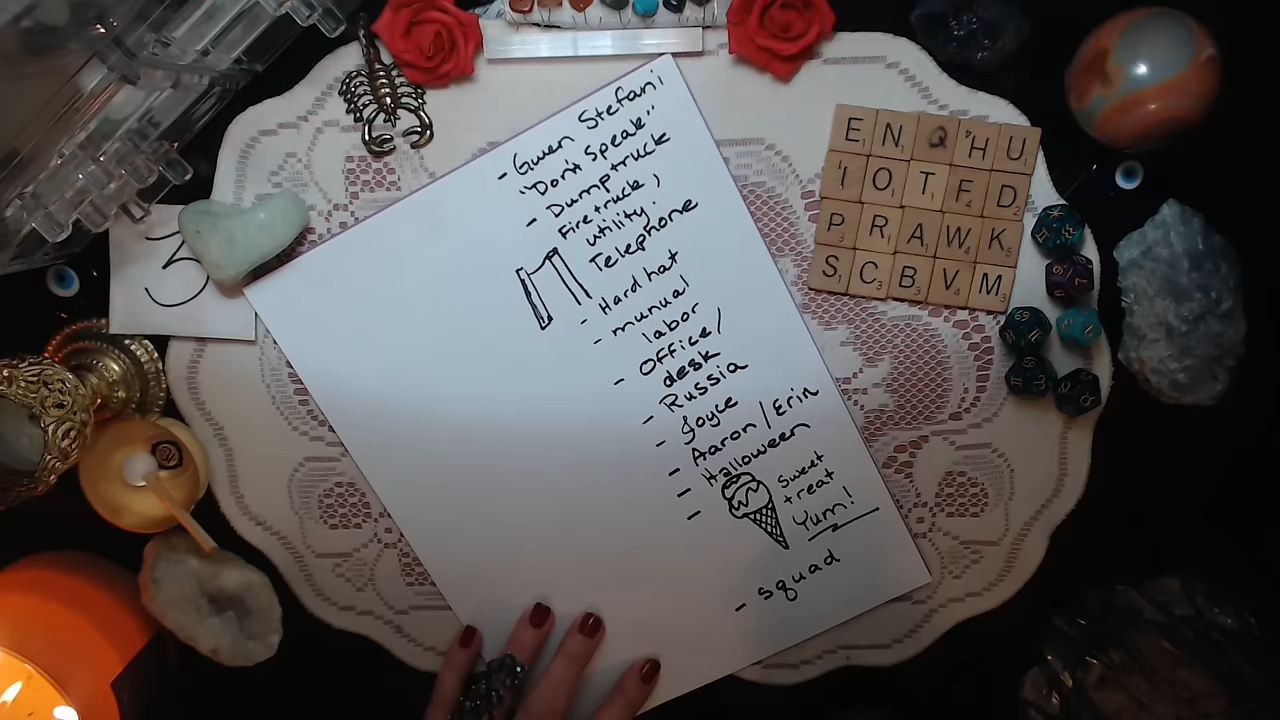 3
- Gwen Stefani
"Don't Speak"
- Dumptruck
Firetruck,
utility,
Telephone
- Hard hat
- munual
labor
- Office/
desk
- Russia
- Joyce
- Aaron/Erin
- Halloween
- Sweet
treat
Yum!
- squad
E N Q H U
I O T F D
P R A W K
S C B V M